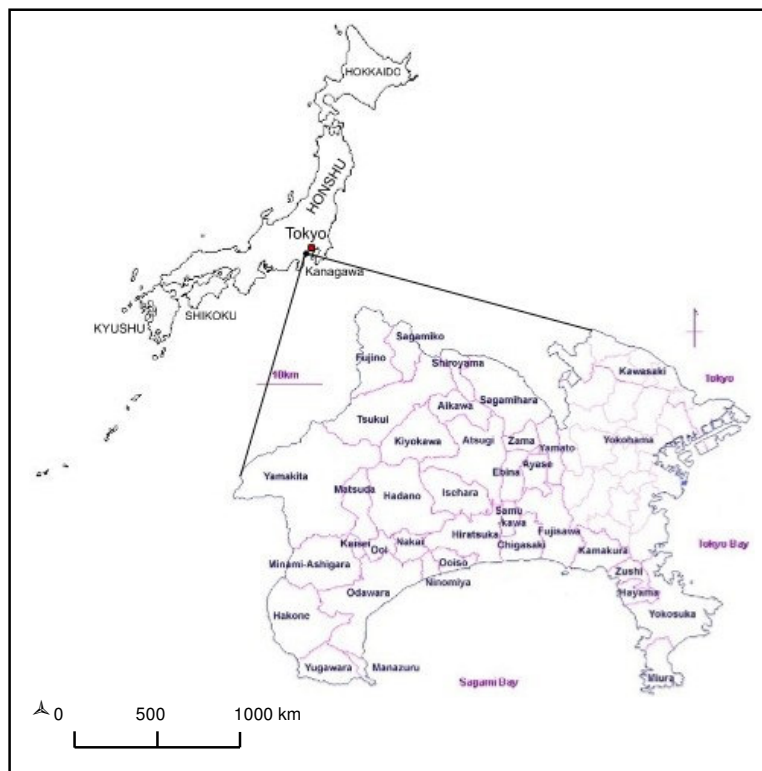 HOKKAIDO
HONSHU
Tokyo
Kanagawa
SHIKOKU
KYUSHU
Sagamiko
Fujino
Shiroyama
Kawasaki
10km
Tokyo
Sagamihara
Aikawa
Tsukui
Kiyokawa
Atsugi
Zama
Yamato
Yokohama
Ebina
Ayase
Yamakita
Matsuda
Hadano
Isehara
Samu
kawa
Kaisei
Ooi
Nakai
Hiratsuka
Chigasaki
Fujisawa
Tokyo Bay
Kamakura
Minami-Ashigara
Ooiso
Zushi
Ninomiya
Odawara
Hayama
Hakone
Yokosuka
Yugawara
Manazuru
Sagami Bay
Miura
0 500 1000 km